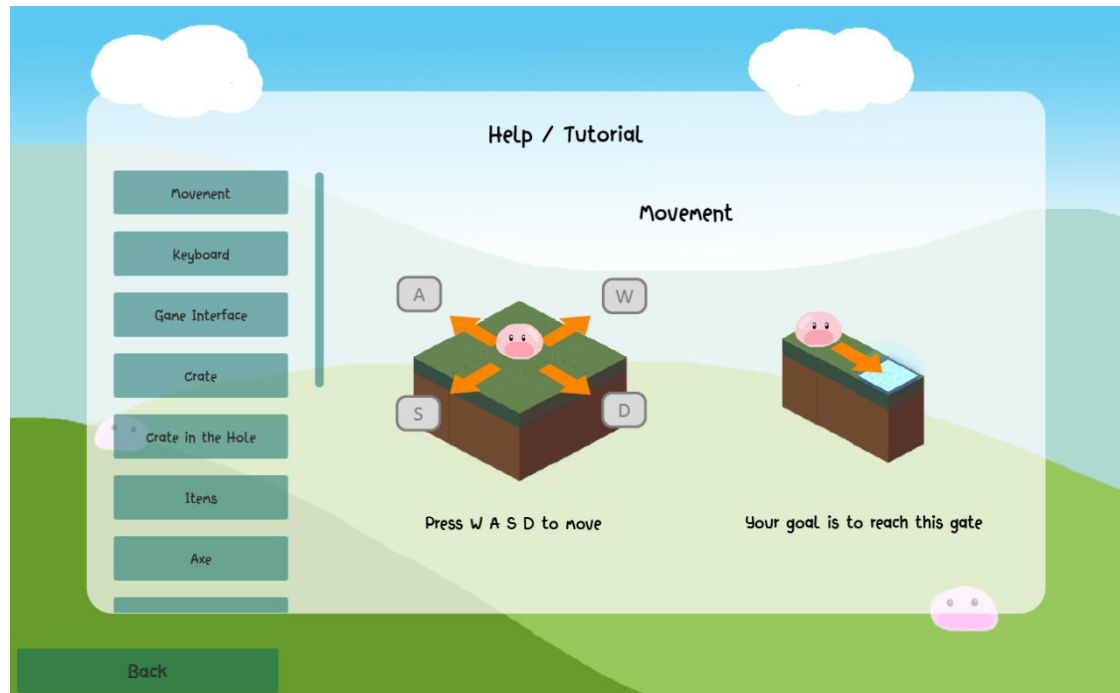 Help / Tutorial
Movement
Keyboard
Game Interface
Crate
Crate in the Hole
Items
Axe
Movement
A
W
S
D
Press W A S D to move
Your goal is to reach this gate
Back